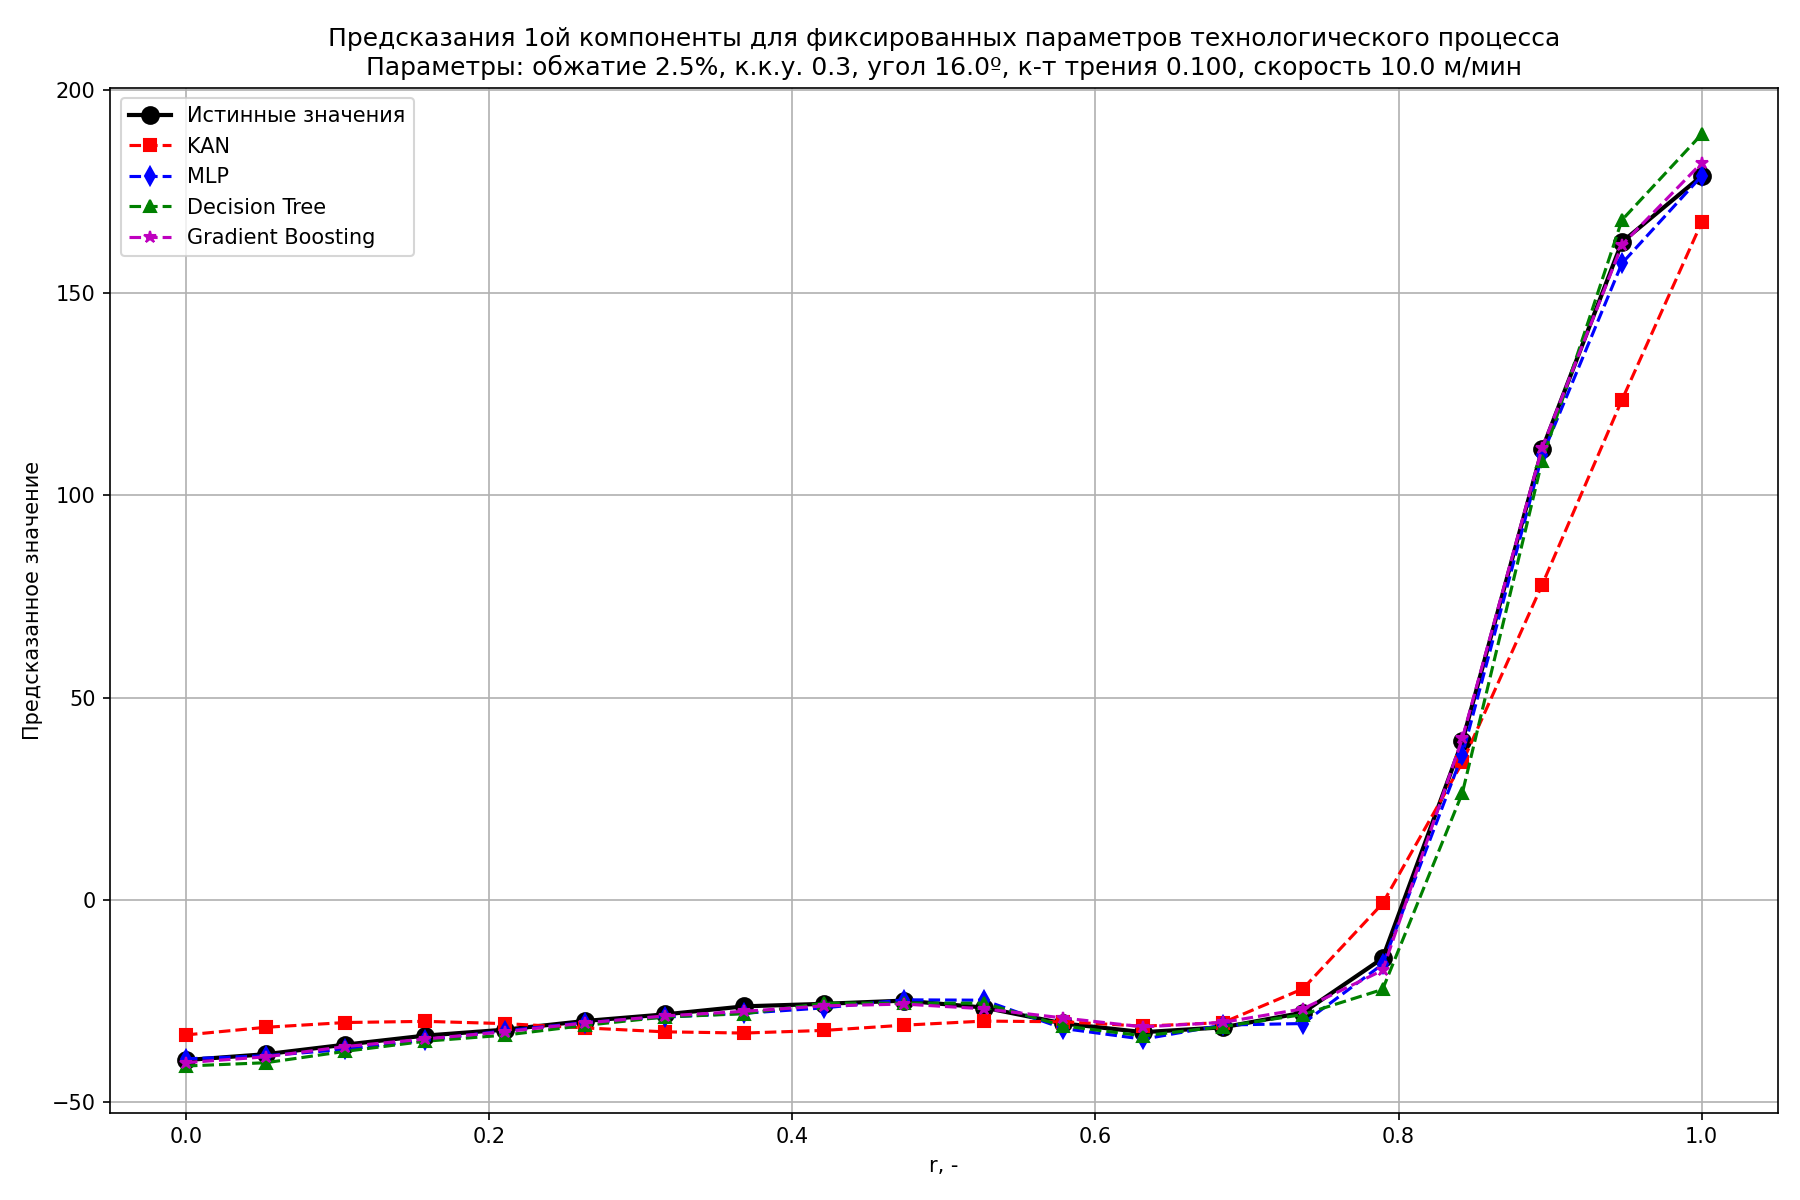 Предсказания 1ой компоненты для фиксированных параметров технологического процесса
Параметры: обжатие 2.5%, к.к.у. 0.3, угол 16.0º, к-т трения 0.100, скорость 10.0 м/мин
Истинные значения
KAN
MLP
Decision Tree
Gradient Boosting
Предсказанное значение
200
150
100
50
0
−50
0.0 0.2 0.4 0.6 0.8 1.0
r, -